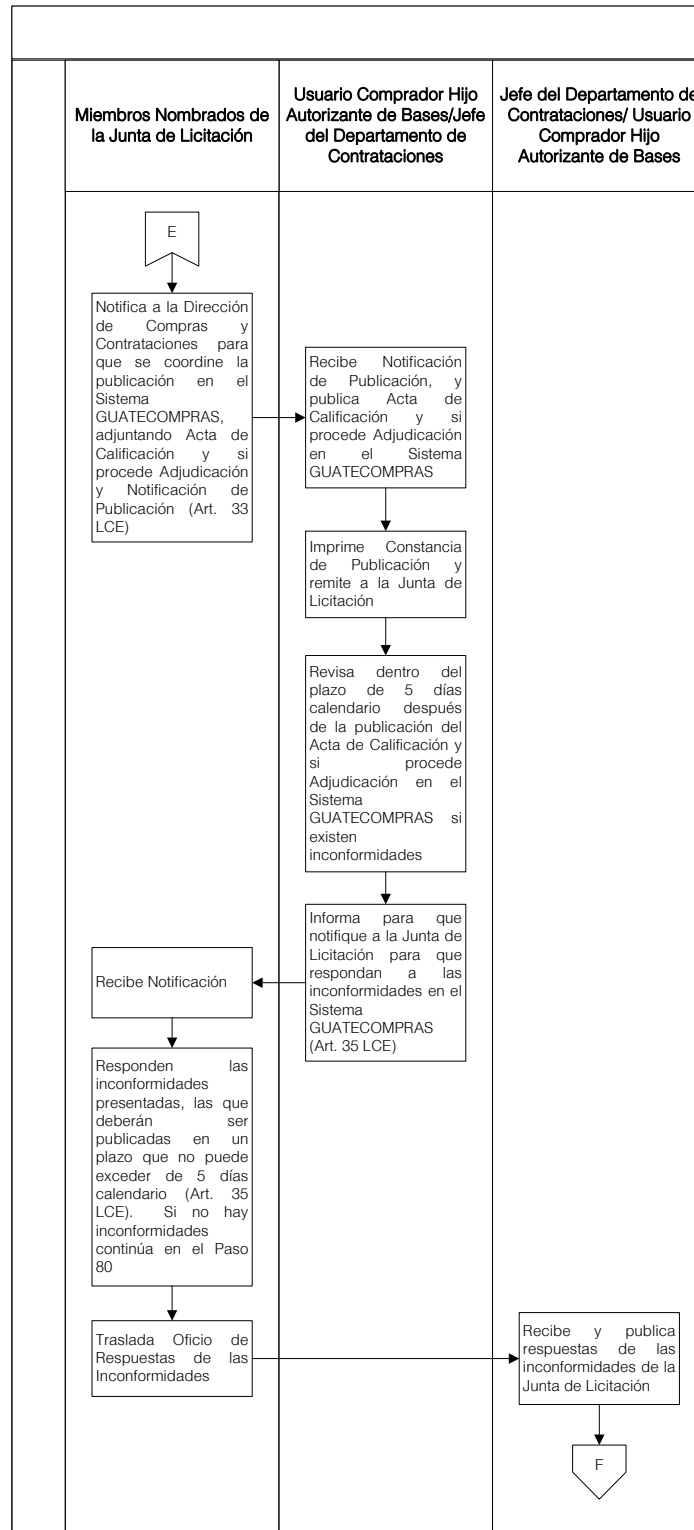 Miembros Nombrados de
la Junta de Licitación
Usuario Comprador Hijo
Autorizante de Bases/Jefe
del Departamento de
Contrataciones
Jefe del Departamento de
Contrataciones/ Usuario
Comprador Hijo
Autorizante de Bases
E
Notifica a la Dirección
de Compras y
Contrataciones para
que se coordine la
publicación en el
Sistema
GUATECOMPRAS,
adjuntando Acta de
Calificación y si
procede Adjudicación
y Notificación de
Publicación (Art. 33
LCE)
Recibe Notificación
de Publicación, y
publica Acta de
Calificación y si
procede Adjudicación
en el Sistema
GUATECOMPRAS
Imprime Constancia
de Publicación y
remite a la Junta de
Licitación
Revisa dentro del
plazo de 5 días
calendario después
de la publicación del
Acta de Calificación y
si procede
Adjudicación en el
Sistema
GUATECOMPRAS si
existen
inconformidades
Informa para que
notifique a la Junta de
Licitación para que
respondan a las
inconformidades en el
Sistema
GUATECOMPRAS
(Art. 35 LCE)
Recibe Notificación
Responden las
inconformidades
presentadas, las que
deberán ser
publicadas en un
plazo que no puede
exceder de 5 días
calendario (Art. 35
LCE). Si no hay
inconformidades
continúa en el Paso
80
Traslada Oficio de
Respuestas de las
Inconformidades
Recibe y publica
respuestas de las
inconformidades de la
Junta de Licitación
F